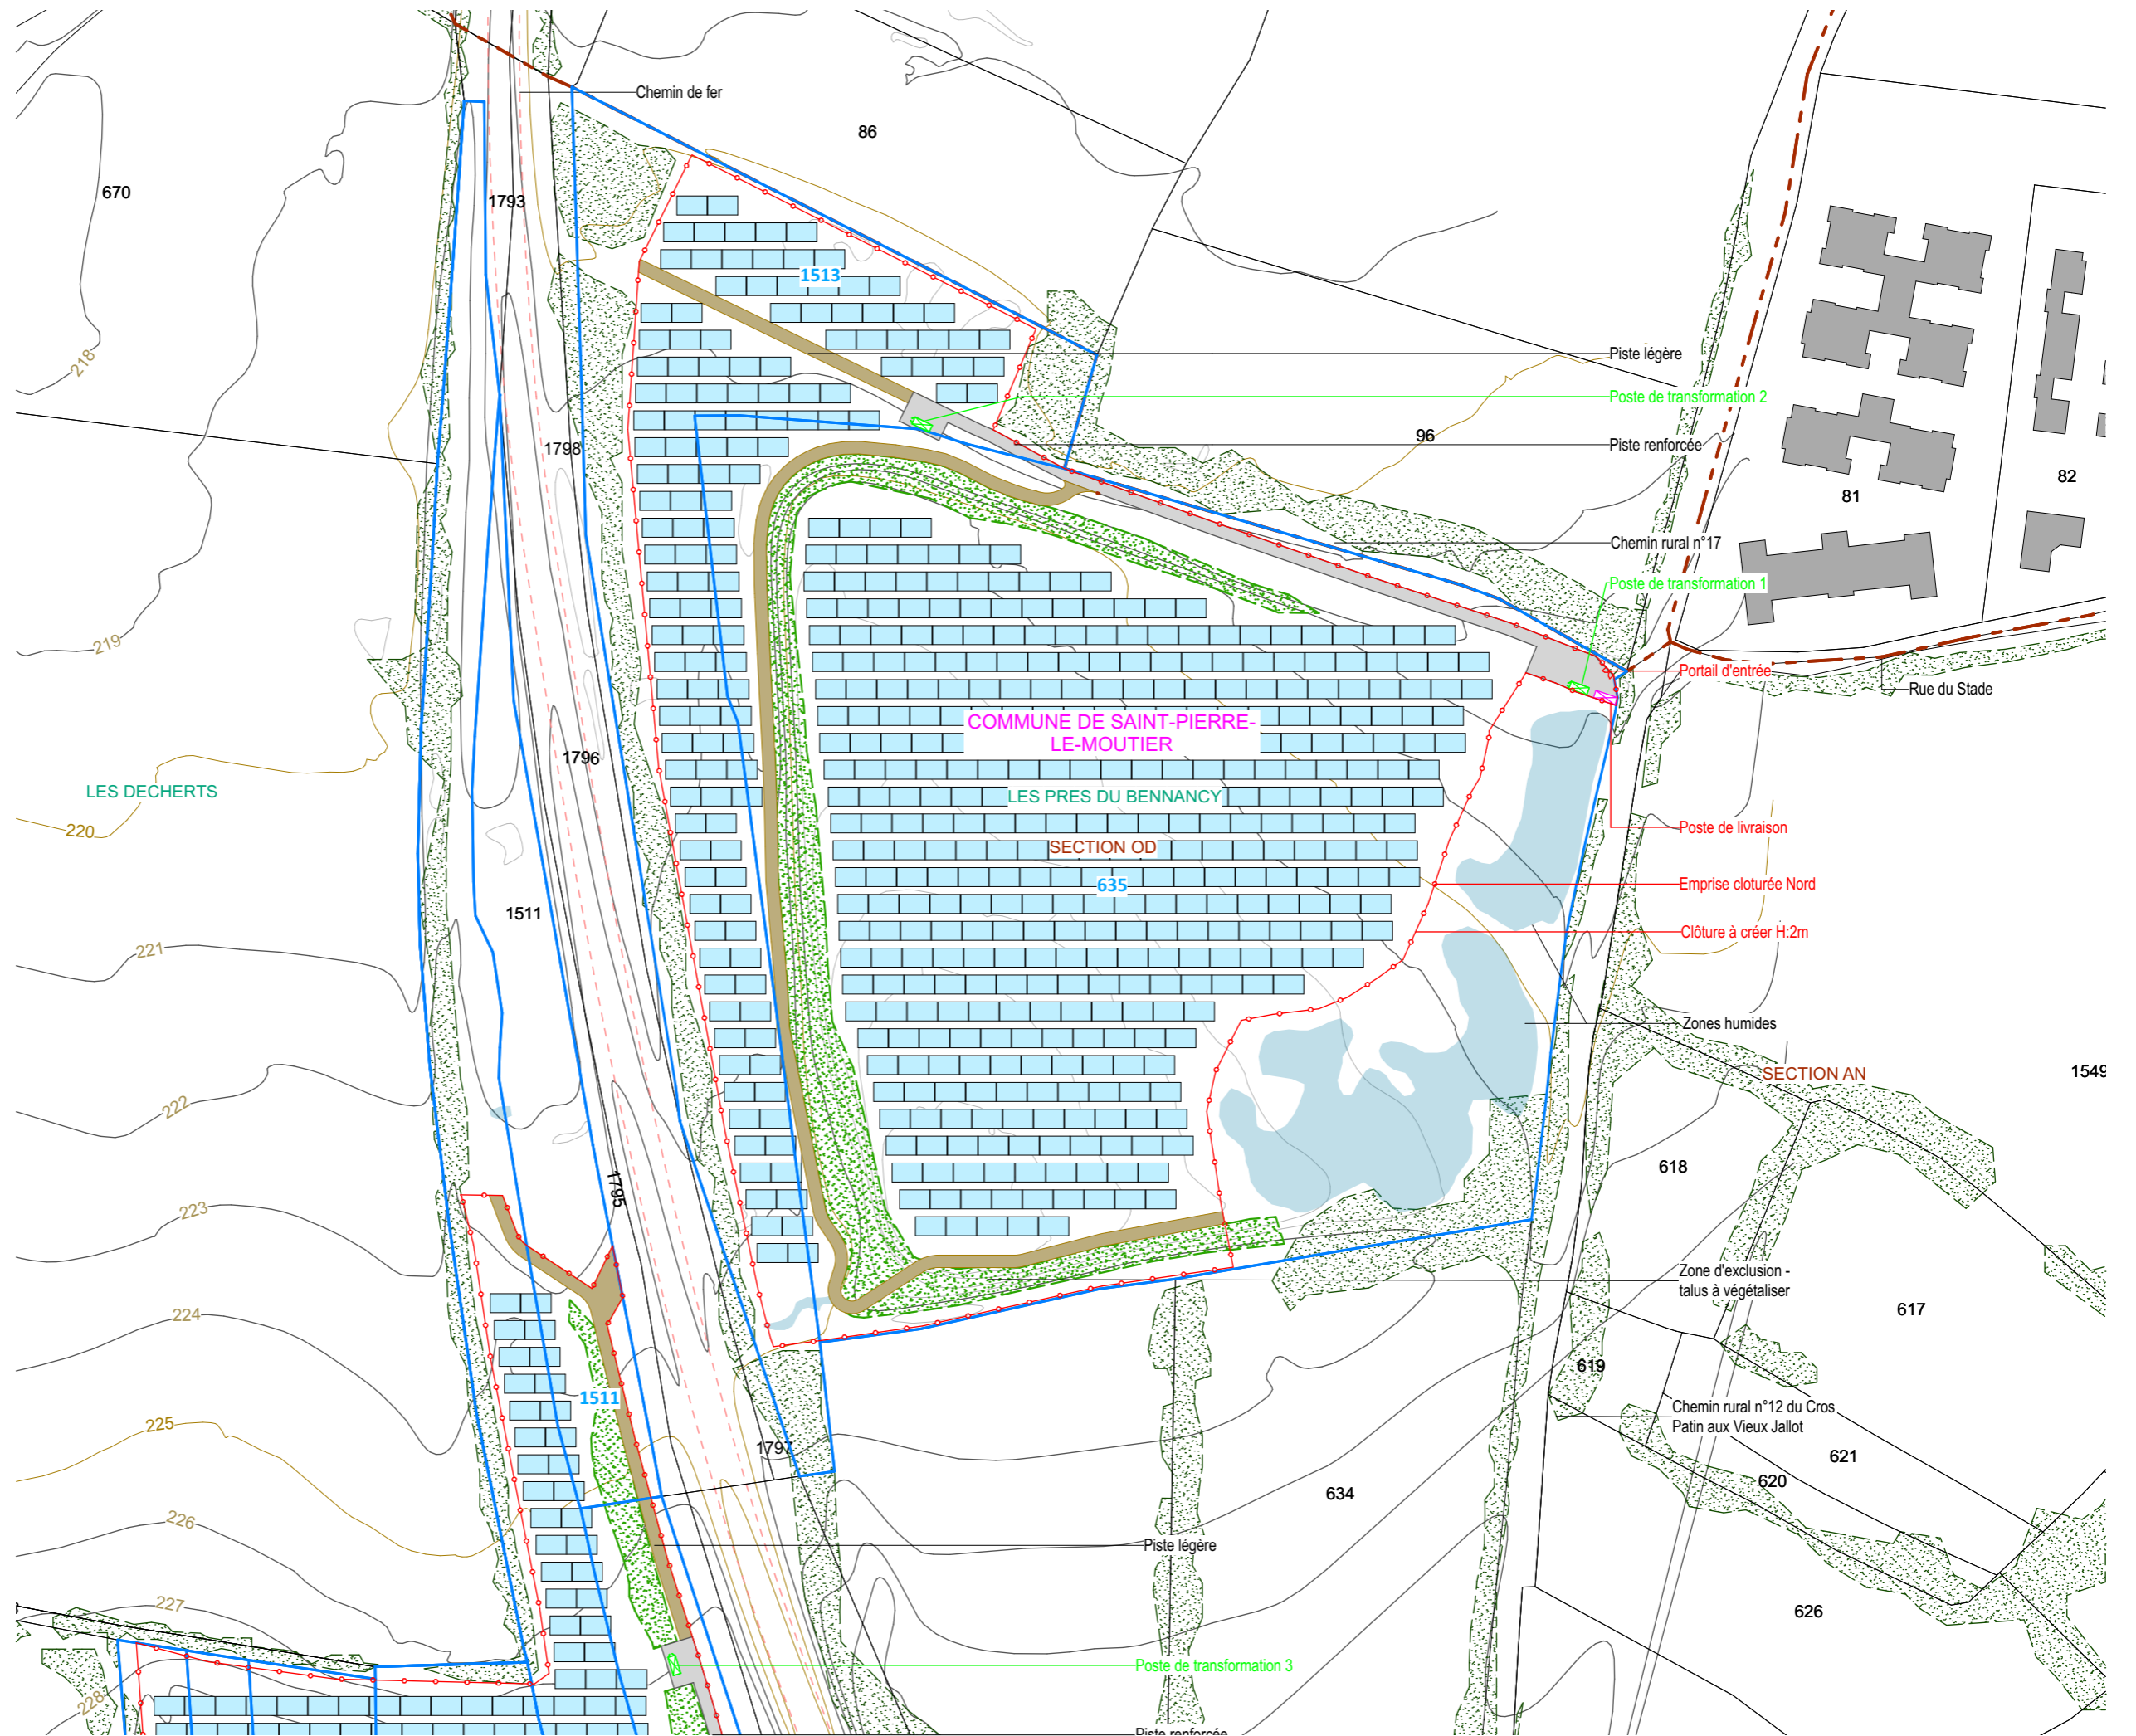 Chemin de fer
86
670
1793
1513
218
Piste légère
Poste de transformation 2
96
Piste renforcée
1798
82
81
Chemin rural n°17
Poste de transformation 1
219
Portail d'entrée
Rue du Stade
COMMUNE DE SAINT-PIERRE-
LE-MOUTIER
1796
LES DECHERTS
LES PRES DU BENNANCY
220
Poste de livraison
SECTION OD
635
Emprise cloturée Nord
1511
Clôture à créer H:2m
221
Zones humides
SECTION AN
1549
222
618
1795
223
Zone d'exclusion -
talus à végétaliser
617
224
619
1511
Chemin rural n°12 du Cros
Patin aux Vieux Jallot
225
1797
621
620
634
226
Piste légère
227
626
Poste de transformation 3
228
Piste renforcée